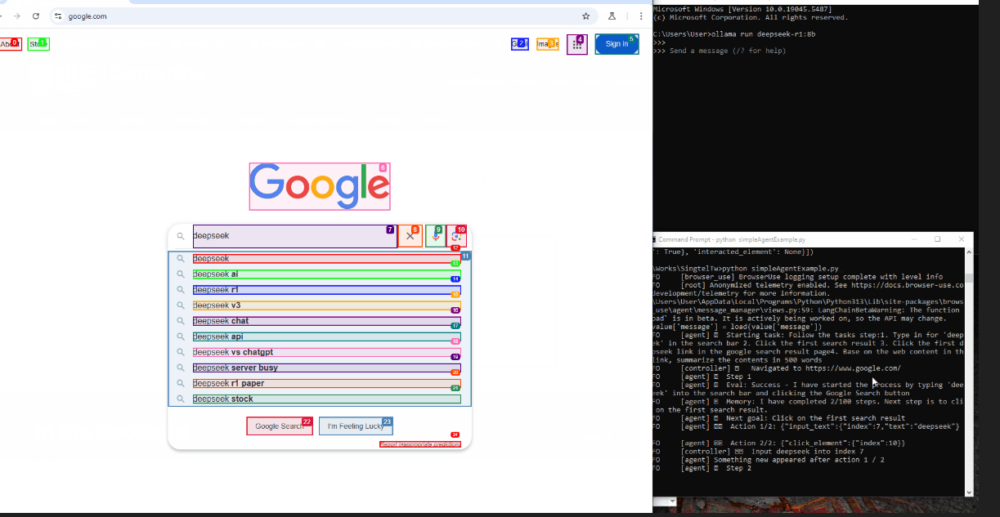 google.com
About 0
Store 1
2
Images 3
4
Sign in 5
Google 6
deepseek 7
8
9
10
11
12
deepseek
13
deepseek ai
14
deepseek r1
15
deepseek v3
16
deepseek chat
17
deepseek api
18
deepseek vs chatgpt
19
deepseek server busy
20
deepseek r1 paper
21
deepseek stock
Google Search 22
I'm Feeling Lucky 23
24
Report inappropriate predictions
Microsoft Windows [Version 10.0.19045.5487]
(c) Microsoft Corporation. All rights reserved.
C:\Users\User>ollama run deepseek-r1:8b
>>>
>>> Send a message (/? for help)
Command Prompt - python simpleAgentExample.py
': True}, 'interacted_element': None}])
\Works\SingtelTw>python simpleAgentExample.py
FO [browser_use] BrowserUse logging setup complete with level info
FO [root] Anonymized telemetry enabled. See https://docs.browser-use.co
development/telemetry for more information.
\Users\User\AppData\Local\Programs\Python\Python313\Lib\site-packages\brows
_use\agent\message_manager\views.py:59: LangChainBetaWarning: The function
oad` is in beta. It is actively being worked on, so the API may change.
value['message'] = load(value['message'])
FO [agent] Starting task: Follow the tasks step:1. Type in for 'deep
ek' in the search bar 2. Click the first search result 3. Click the first d
pseek link in the google search result page4. Base on the web content in th
link, summarize the contents in 500 words
FO [controller] Navigated to https://www.google.com/
FO [agent] Step 1
FO [agent] Eval: Success - I have started the process by typing 'dee
eek' into the search bar and clicking the Google Search button
FO [agent] Memory: I have completed 2/100 steps. Next step is to cli
on the first search result.
FO [agent] Next goal: Click on the first search result
FO [agent] Action 1/2: {"input_text":{"index":7,"text":"deepseek"}
FO [agent] Action 2/2: {"click_element":{"index":10}}
FO [controller] Input deepseek into index 7
FO [agent] Something new appeared after action 1 / 2
FO [agent] Step 2